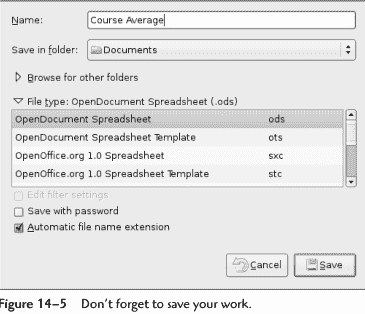 Name: Course Average
Save in folder: Documents
Browse for other folders
File type: OpenDocument Spreadsheet (.ods)
OpenDocument Spreadsheet ods
OpenDocument Spreadsheet Template ots
OpenOffice.org 1.0 Spreadsheet sxc
OpenOffice.org 1.0 Spreadsheet Template stc
Edit filter settings
Save with password
Automatic file name extension
Cancel Save
Figure 14–5 Don't forget to save your work.